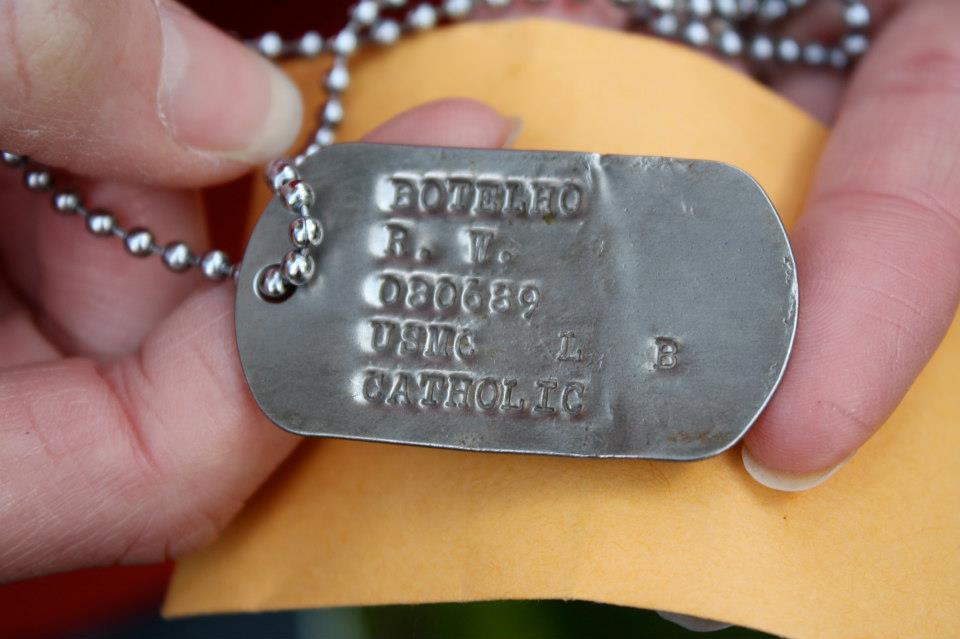 BOTELHO
R. W.
080689
USMC L B
CATHOLIC